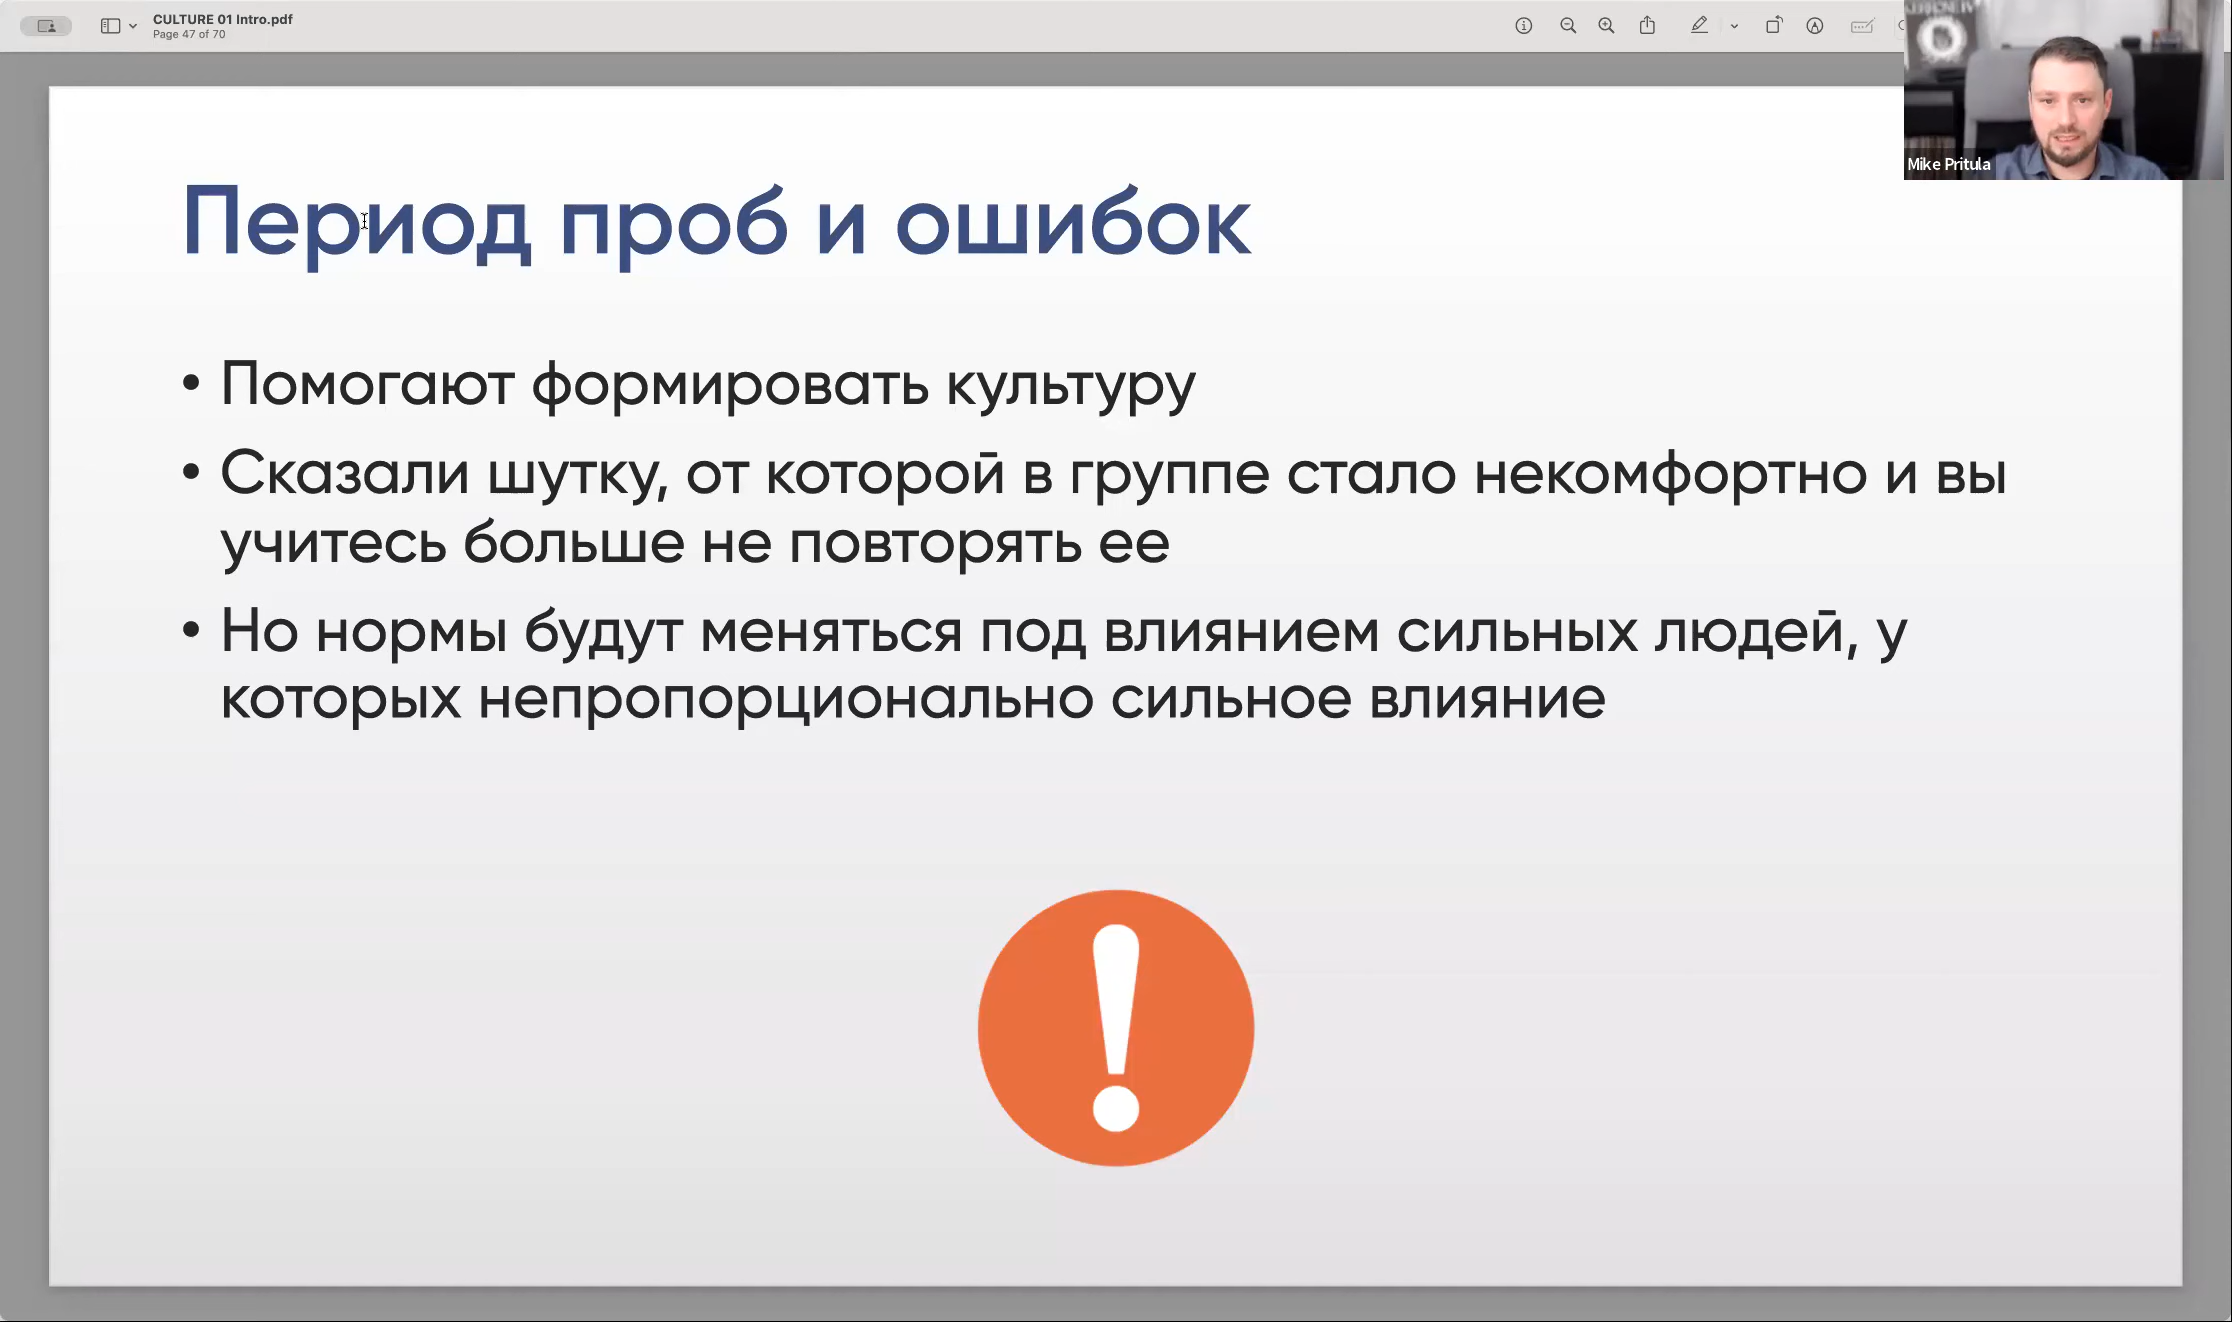 CULTURE 01 Intro.pdf
Page 47 of 70
Mike Pritula
Период проб и ошибок
• Помогают формировать культуру
• Сказали шутку, от которой в группе стало некомфортно и вы
учитесь больше не повторять ее
• Но нормы будут меняться под влиянием сильных людей, у
которых непропорционально сильное влияние